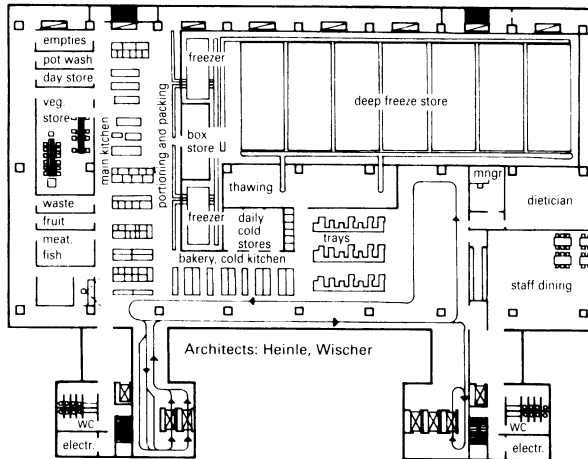 empties
pot wash
day store
veg.
store
waste
fruit
meat,
fish
main kitchen
portioning and packing
freezer
box
store
freezer
deep freeze store
thawing
daily
cold
stores
bakery, cold kitchen
trays
mngr
dietician
staff dining
Architects: Heinle, Wischer
WC
electr.
WC
electr.